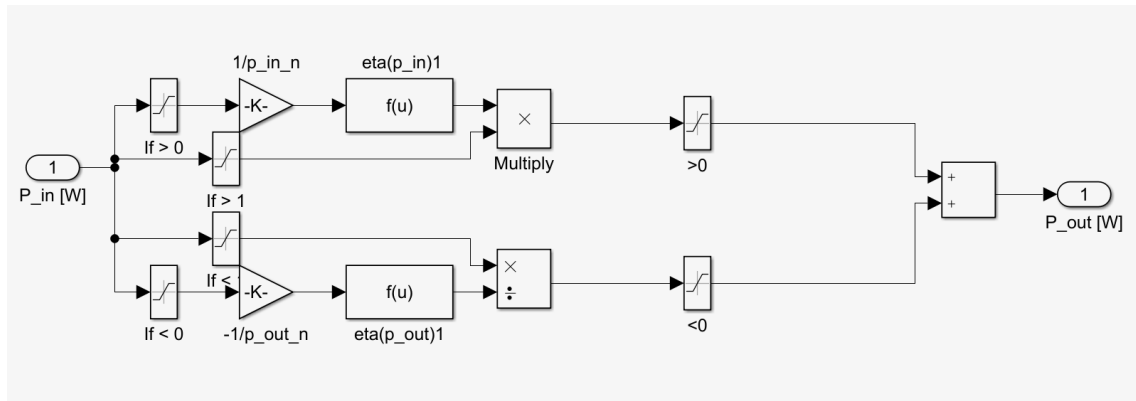 1/p_in_n
eta(p_in)1
-K-
f(u)
×
If > 0
Multiply
>0
1
P_in [W]
If > 1
+
+
1
P_out [W]
If <
×
÷
-K-
f(u)
If < 0
-1/p_out_n
eta(p_out)1
<0